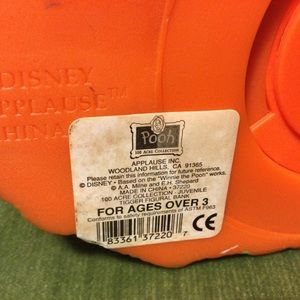 DISNEY
APPLAUSE™
CHINA
Pooh
100 ACRE COLLECTION
APPLAUSE INC.
WOODLAND HILLS, CA 91365
Please retain this information for future reference.
© DISNEY • Based on the "Winnie the Pooh" works,
© A.A. Milne and E.H. Shepard
MADE IN CHINA • 37220
100 ACRE COLLECTION - JUVENILE
TIGGER FIGURAL BANK
FOR AGES OVER 3
Conforms to safety requirements of ASTM F963
83361 37220 7
CE